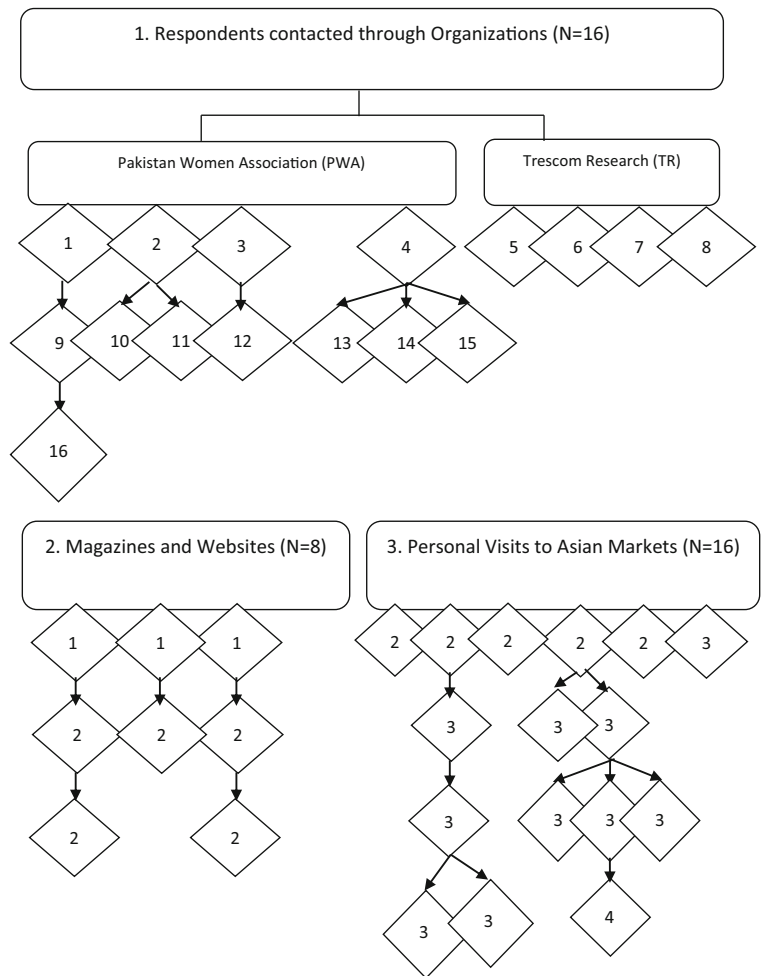 1. Respondents contacted through Organizations (N=16)
Pakistan Women Association (PWA)
Trescom Research (TR)
1 2 3 4 5 6 7 8
9 10 11 12 13 14 15
16
2. Magazines and Websites (N=8)
1 1 1
2 2 2
2 2
3. Personal Visits to Asian Markets (N=16)
2 2 2 2 2 3
3 3 3
3 3 3 3
3 3 4